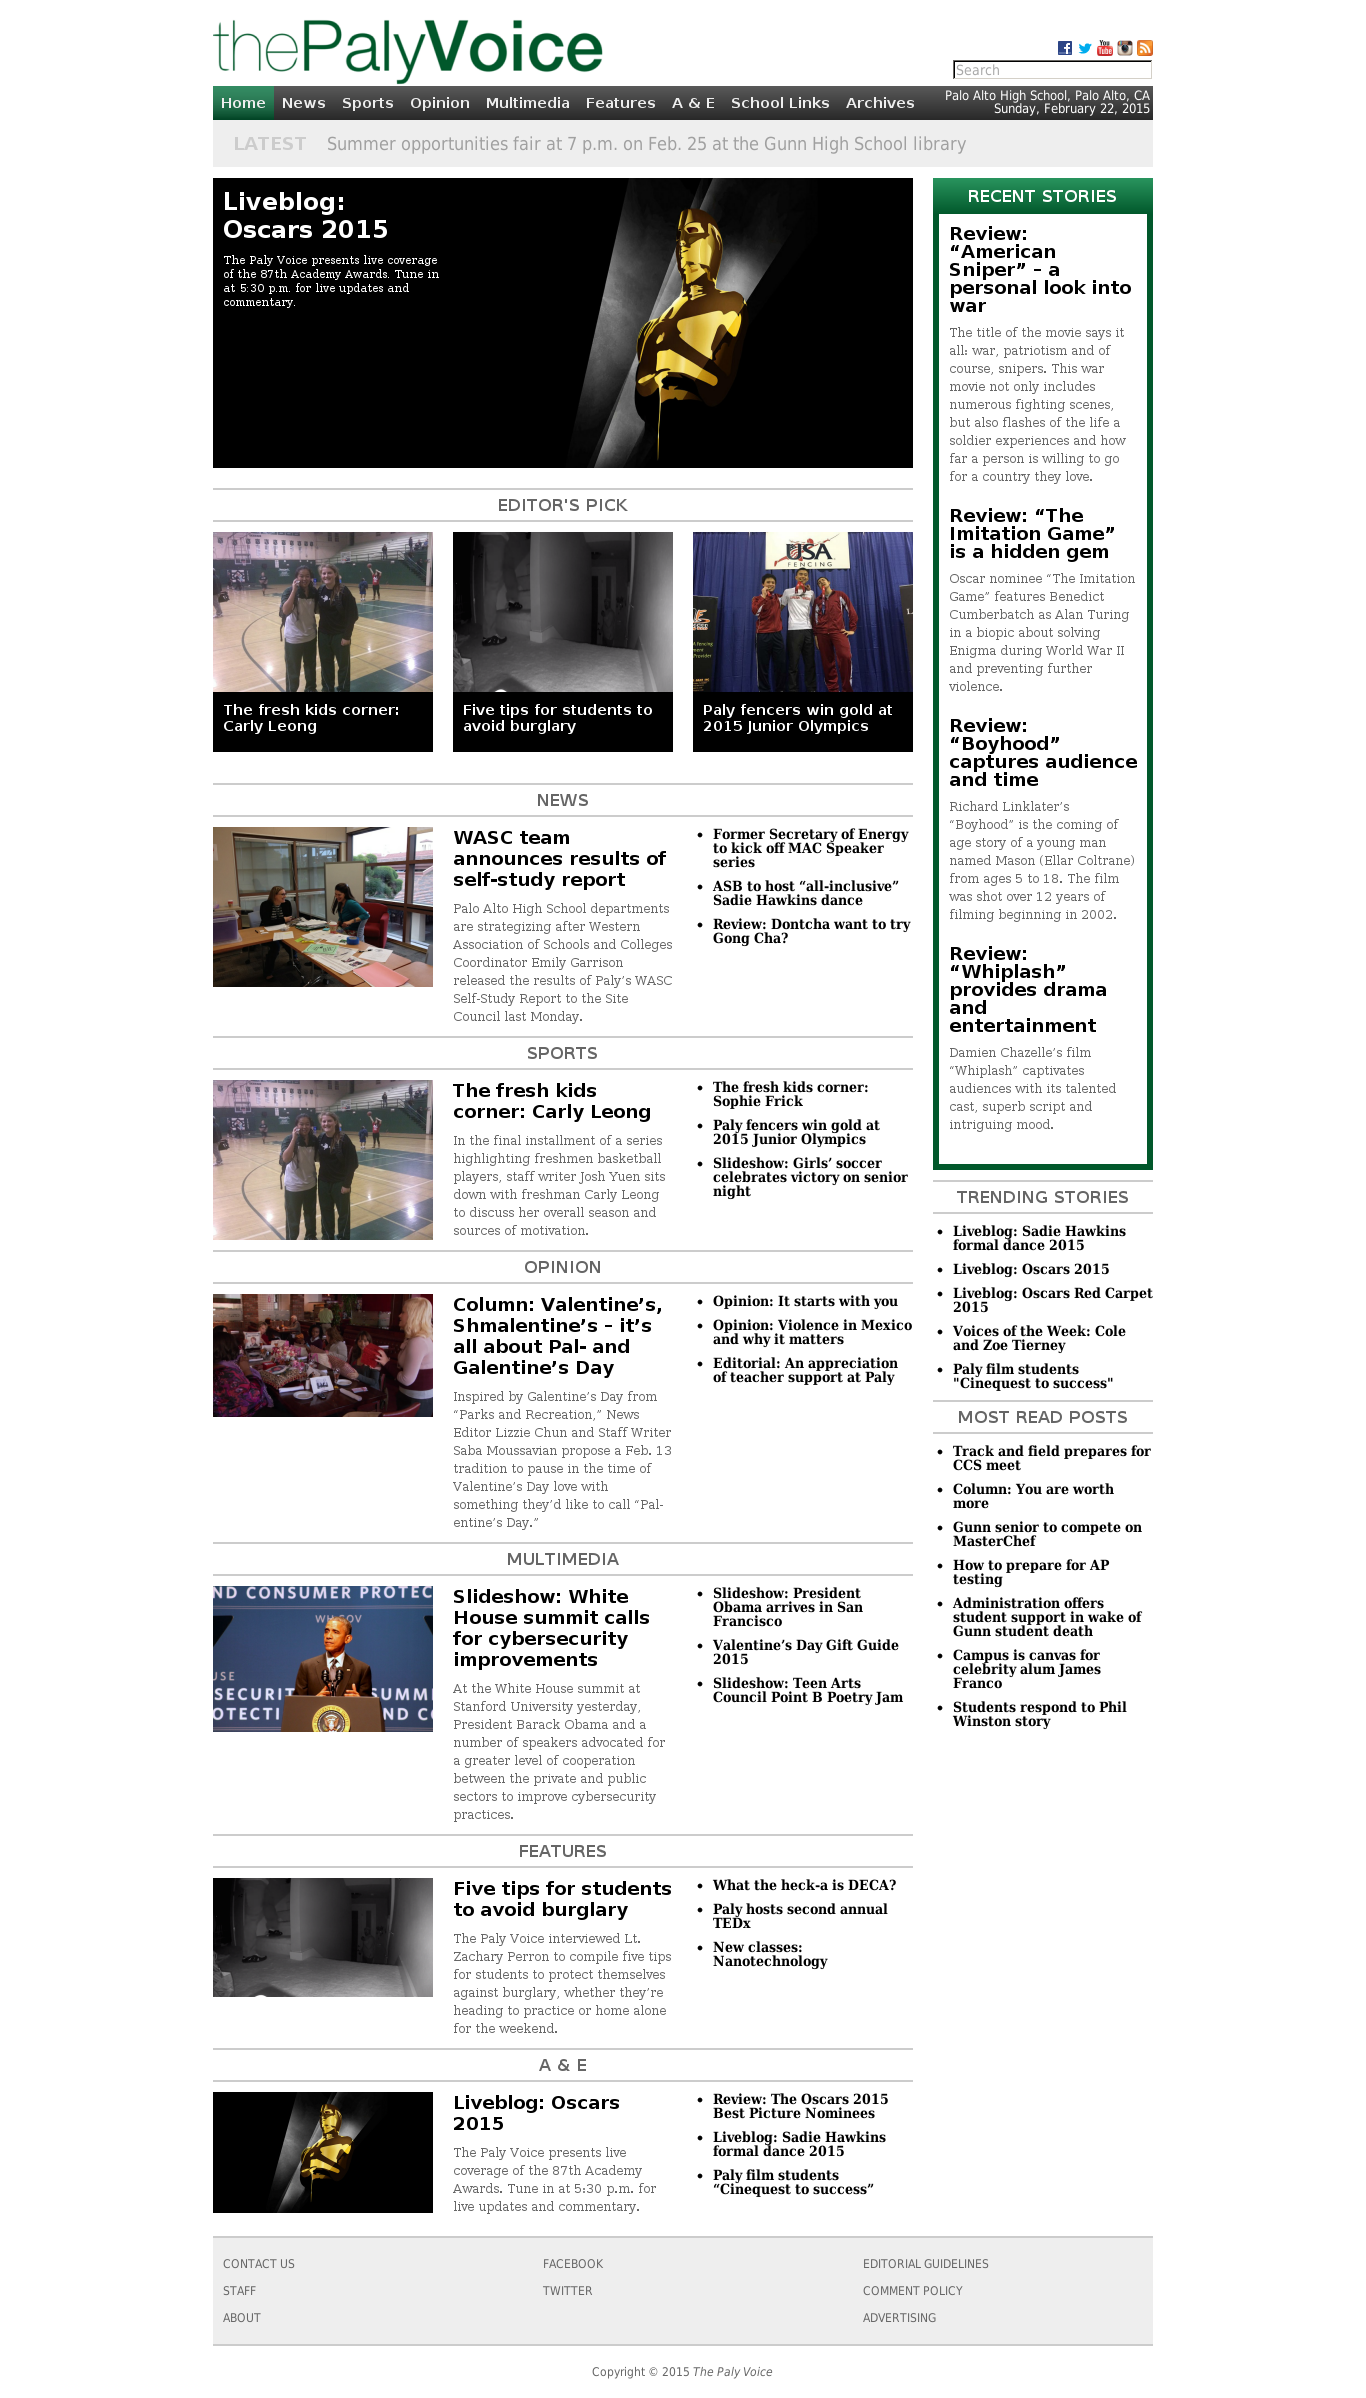 thePalyVoice
Search
Home News Sports Opinion Multimedia Features A & E School Links Archives
Palo Alto High School, Palo Alto, CA
Sunday, February 22, 2015
LATEST Summer opportunities fair at 7 p.m. on Feb. 25 at the Gunn High School library
Liveblog:
Oscars 2015
The Paly Voice presents live coverage
of the 87th Academy Awards. Tune in
at 5:30 p.m. for live updates and
commentary.
EDITOR'S PICK
The fresh kids corner:
Carly Leong
Five tips for students to
avoid burglary
USA
FENCING
Paly fencers win gold at
2015 Junior Olympics
NEWS
WASC team
announces results of
self-study report
Palo Alto High School departments
are strategizing after Western
Association of Schools and Colleges
Coordinator Emily Garrison
released the results of Paly’s WASC
Self-Study Report to the Site
Council last Monday.
• Former Secretary of Energy
to kick off MAC Speaker
series
• ASB to host “all-inclusive”
Sadie Hawkins dance
• Review: Dontcha want to try
Gong Cha?
SPORTS
The fresh kids
corner: Carly Leong
In the final installment of a series
highlighting freshmen basketball
players, staff writer Josh Yuen sits
down with freshman Carly Leong
to discuss her overall season and
sources of motivation.
• The fresh kids corner:
Sophie Frick
• Paly fencers win gold at
2015 Junior Olympics
• Slideshow: Girls’ soccer
celebrates victory on senior
night
OPINION
Column: Valentine’s,
Shmalentine’s – it’s
all about Pal- and
Galentine’s Day
Inspired by Galentine’s Day from
“Parks and Recreation,” News
Editor Lizzie Chun and Staff Writer
Saba Moussavian propose a Feb. 13
tradition to pause in the time of
Valentine’s Day love with
something they’d like to call “Pal-
entine’s Day.”
• Opinion: It starts with you
• Opinion: Violence in Mexico
and why it matters
• Editorial: An appreciation
of teacher support at Paly
MULTIMEDIA
ND CONSUMER PROTEC
WH.GOV
USE
SECURIT SUMM
OTECTI ND CO
Slideshow: White
House summit calls
for cybersecurity
improvements
At the White House summit at
Stanford University yesterday,
President Barack Obama and a
number of speakers advocated for
a greater level of cooperation
between the private and public
sectors to improve cybersecurity
practices.
• Slideshow: President
Obama arrives in San
Francisco
• Valentine’s Day Gift Guide
2015
• Slideshow: Teen Arts
Council Point B Poetry Jam
FEATURES
Five tips for students
to avoid burglary
The Paly Voice interviewed Lt.
Zachary Perron to compile five tips
for students to protect themselves
against burglary, whether they’re
heading to practice or home alone
for the weekend.
• What the heck-a is DECA?
• Paly hosts second annual
TEDx
• New classes:
Nanotechnology
A & E
Liveblog: Oscars
2015
The Paly Voice presents live
coverage of the 87th Academy
Awards. Tune in at 5:30 p.m. for
live updates and commentary.
• Review: The Oscars 2015
Best Picture Nominees
• Liveblog: Sadie Hawkins
formal dance 2015
• Paly film students
“Cinequest to success”
RECENT STORIES
Review:
“American
Sniper” – a
personal look into
war
The title of the movie says it
all: war, patriotism and of
course, snipers. This war
movie not only includes
numerous fighting scenes,
but also flashes of the life a
soldier experiences and how
far a person is willing to go
for a country they love.
Review: “The
Imitation Game”
is a hidden gem
Oscar nominee “The Imitation
Game” features Benedict
Cumberbatch as Alan Turing
in a biopic about solving
Enigma during World War II
and preventing further
violence.
Review:
“Boyhood”
captures audience
and time
Richard Linklater’s
“Boyhood” is the coming of
age story of a young man
named Mason (Ellar Coltrane)
from ages 5 to 18. The film
was shot over 12 years of
filming beginning in 2002.
Review:
“Whiplash”
provides drama
and
entertainment
Damien Chazelle’s film
“Whiplash” captivates
audiences with its talented
cast, superb script and
intriguing mood.
TRENDING STORIES
• Liveblog: Sadie Hawkins
formal dance 2015
• Liveblog: Oscars 2015
• Liveblog: Oscars Red Carpet
2015
• Voices of the Week: Cole
and Zoe Tierney
• Paly film students
"Cinequest to success"
MOST READ POSTS
• Track and field prepares for
CCS meet
• Column: You are worth
more
• Gunn senior to compete on
MasterChef
• How to prepare for AP
testing
• Administration offers
student support in wake of
Gunn student death
• Campus is canvas for
celebrity alum James
Franco
• Students respond to Phil
Winston story
CONTACT US
STAFF
ABOUT
FACEBOOK
TWITTER
EDITORIAL GUIDELINES
COMMENT POLICY
ADVERTISING
Copyright © 2015 The Paly Voice